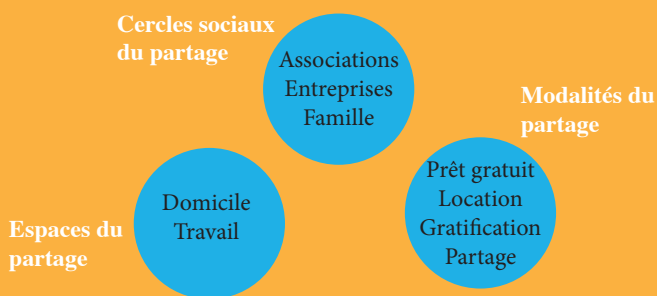 Cercles sociaux
du partage
Associations
Entreprises
Famille
Modalités du
partage
Prêt gratuit
Location
Gratification
Partage
Domicile
Travail
Espaces du
partage